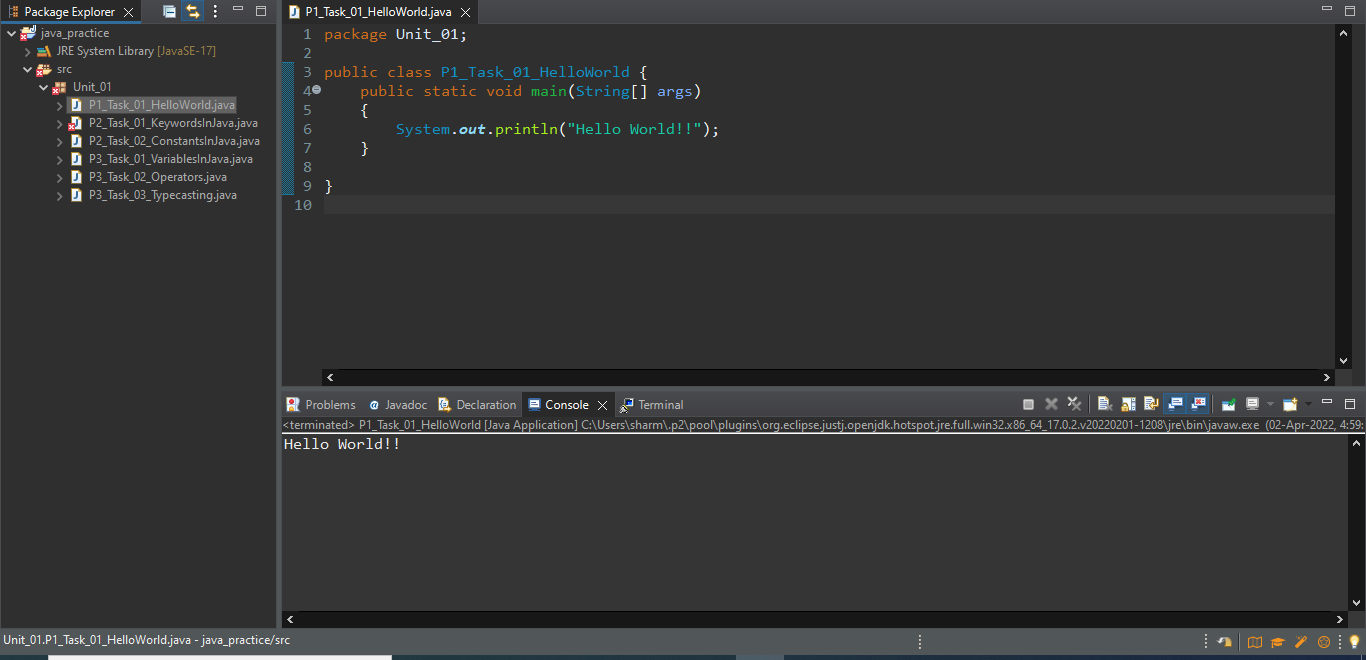 Package Explorer
java_practice
JRE System Library [JavaSE-17]
src
Unit_01
P1_Task_01_HelloWorld.java
P2_Task_01_KeywordsInJava.java
P2_Task_02_ConstantsInJava.java
P3_Task_01_VariablesInJava.java
P3_Task_02_Operators.java
P3_Task_03_Typecasting.java
P1_Task_01_HelloWorld.java
1 package Unit_01;
2
3 public class P1_Task_01_HelloWorld {
4 public static void main(String[] args)
5 {
6 System.out.println("Hello World!!");
7 }
8
9 }
10
Problems @ Javadoc Declaration Console Terminal
<terminated> P1_Task_01_HelloWorld [Java Application] C:\Users\sharm\.p2\pool\plugins\org.eclipse.justj.openjdk.hotspot.jre.full.win32.x86_64_17.0.2.v20220201-1208\jre\bin\javaw.exe (02-Apr-2022, 4:59:
Hello World!!
Unit_01.P1_Task_01_HelloWorld.java - java_practice/src